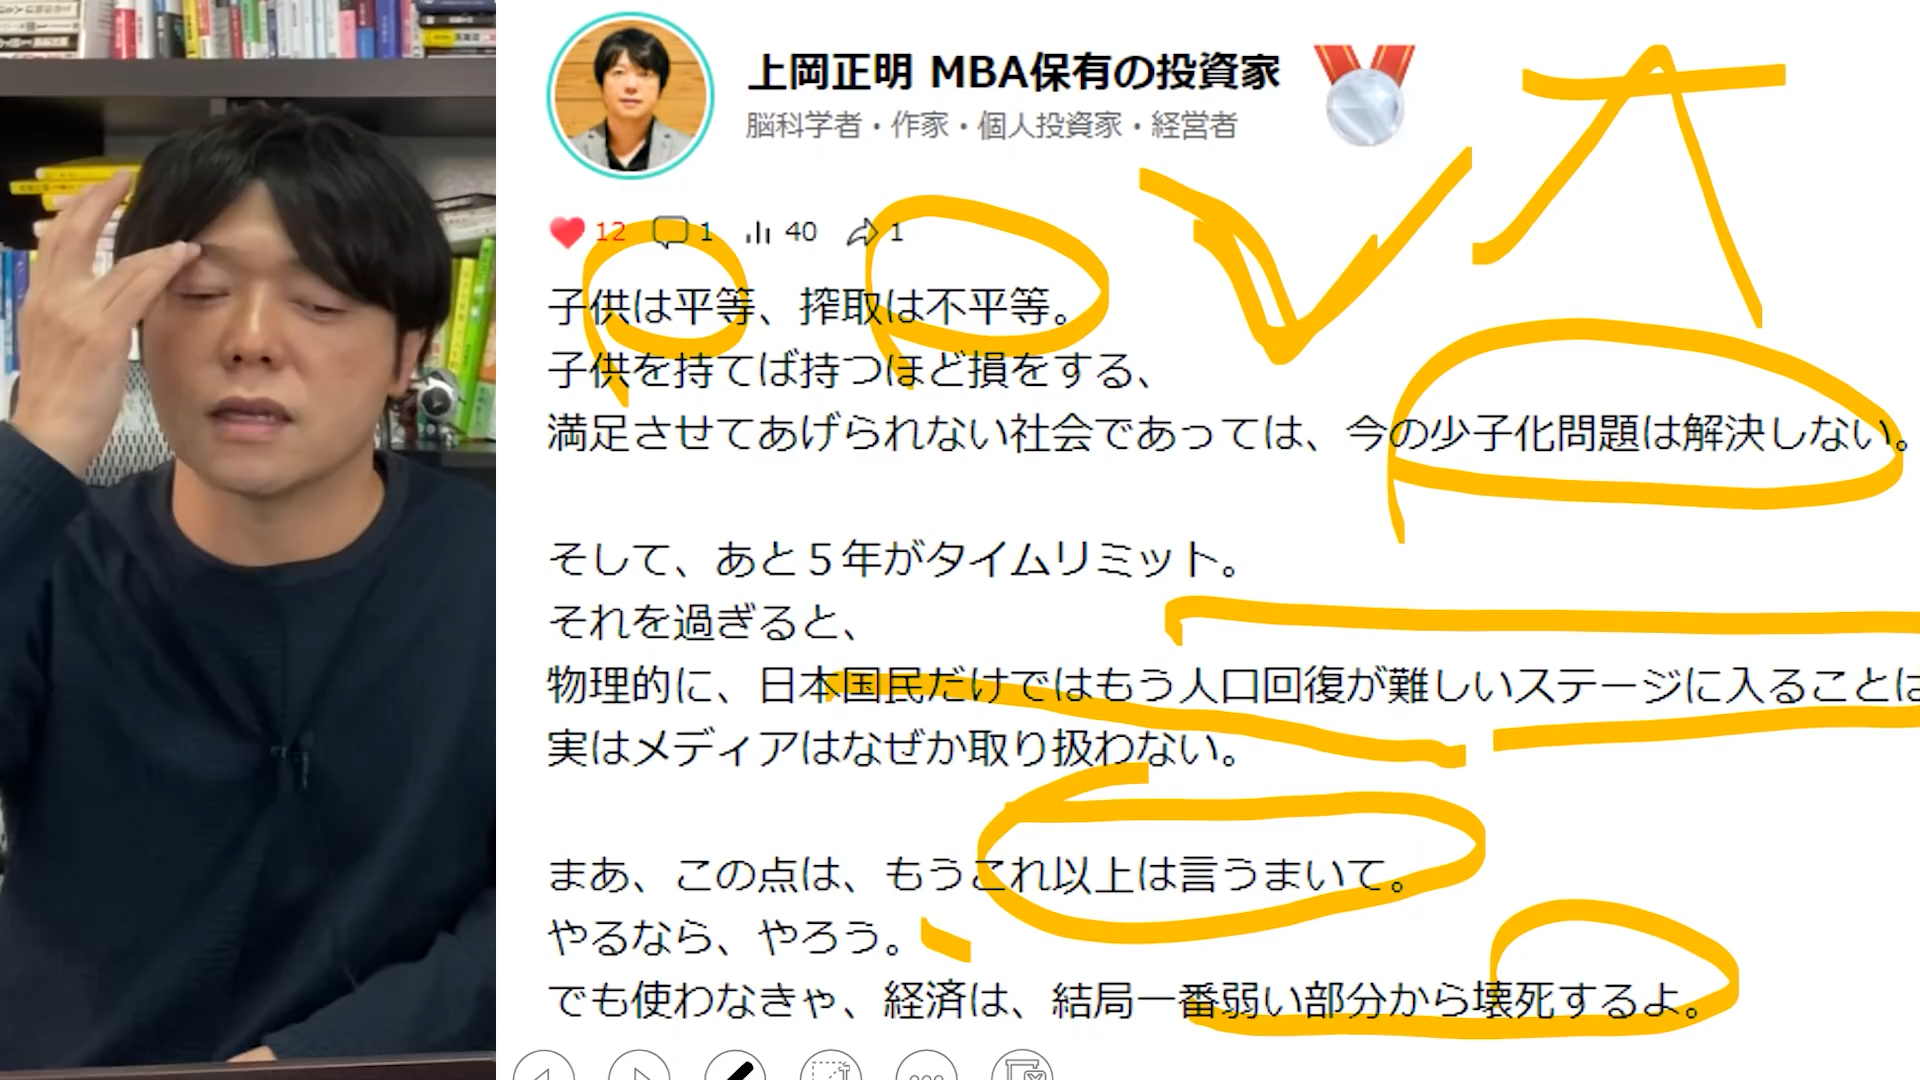 上岡正明 MBA保有の投資家
脳科学者・作家・個人投資家・経営者
12 1 40 1
子供は平等、搾取は不平等。
子供を持てば持つほど損をする、
満足させてあげられない社会であっては、今の少子化問題は解決しない。
そして、あと５年がタイムリミット。
それを過ぎると、
物理的に、日本国民だけではもう人口回復が難しいステージに入ることは
実はメディアはなぜか取り扱わない。
まあ、この点は、もうこれ以上は言うまいて。
やるなら、やろう。
でも使わなきゃ、経済は、結局一番弱い部分から壊死するよ。